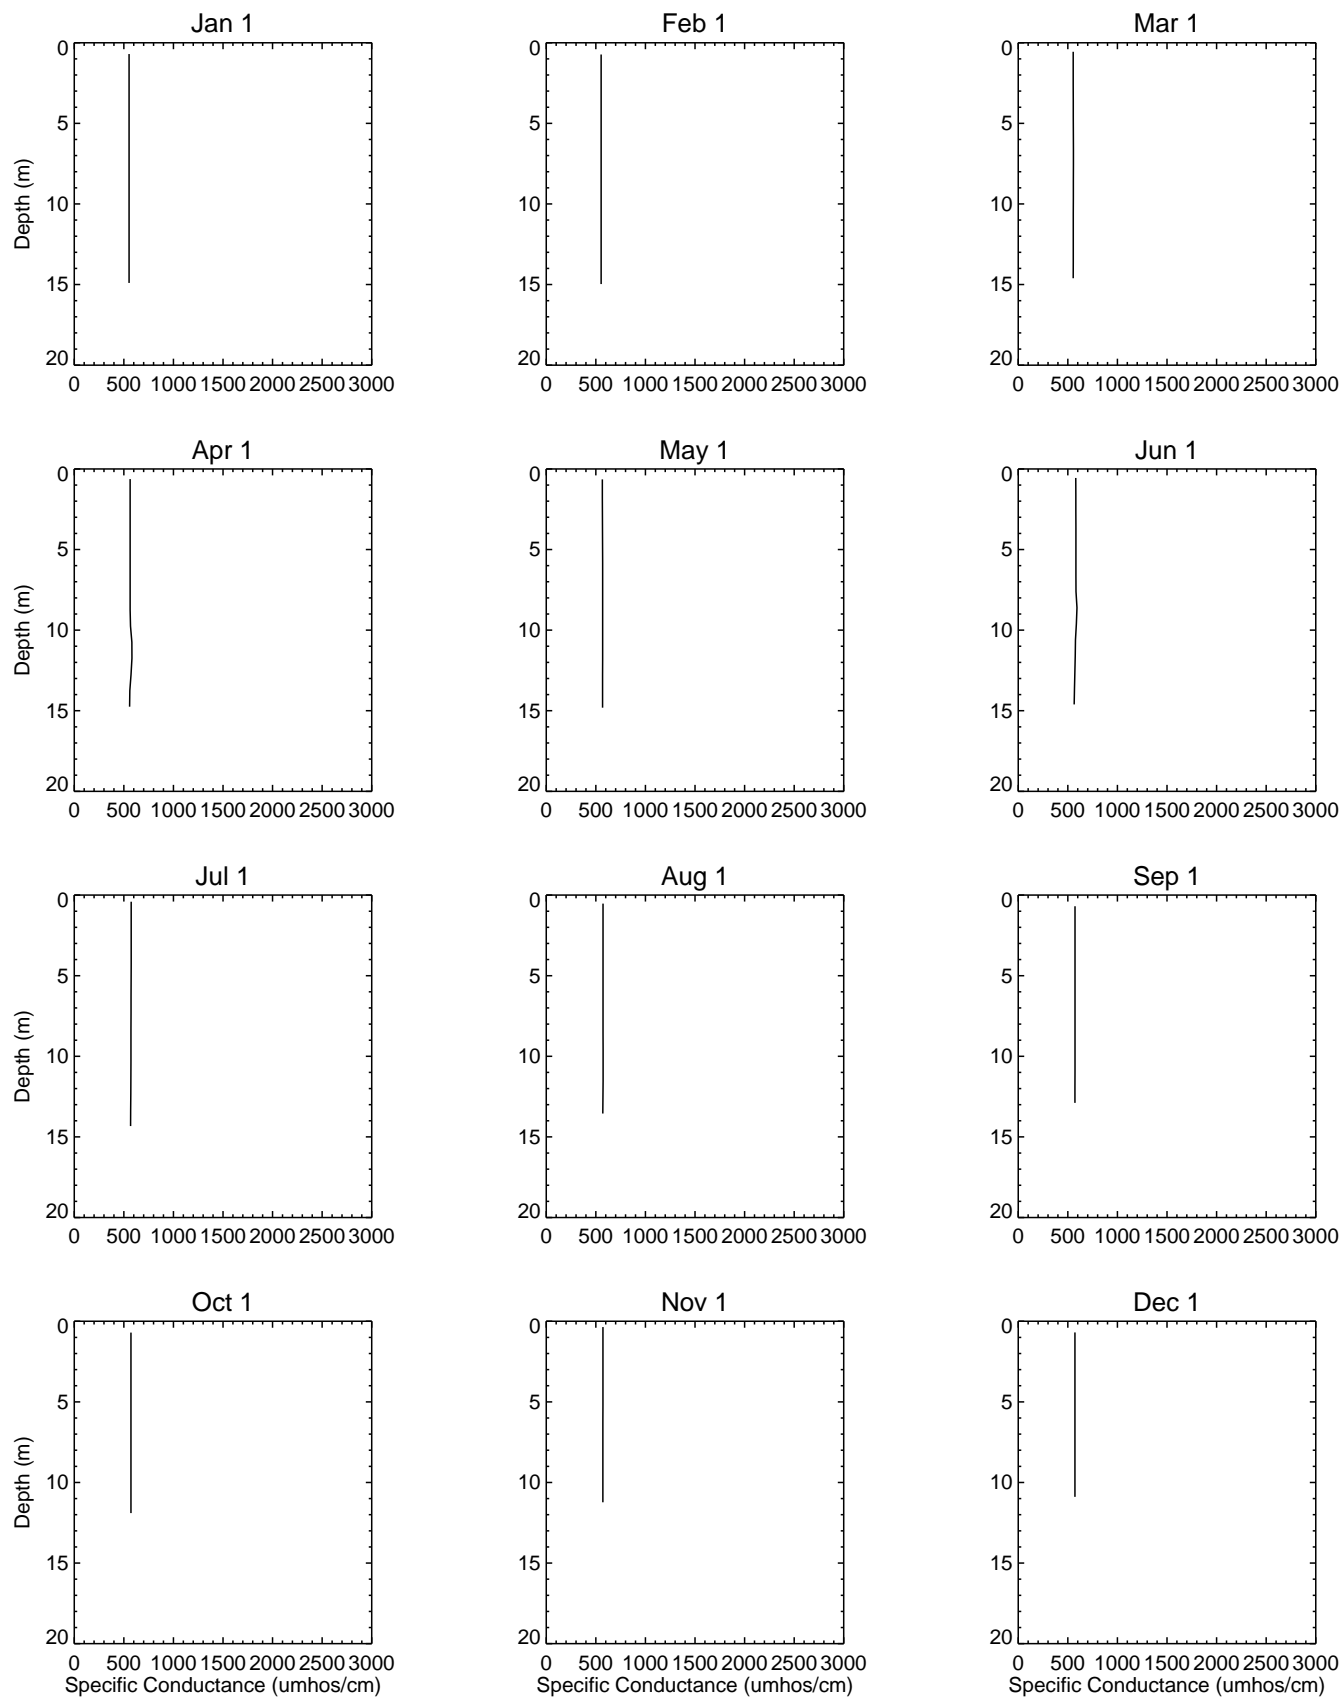 Jan 1 Feb 1 Mar 1
0 0 0
5 5 5
Depth (m)
10 10 10
15 15 15
20 20 20
0 500 1000 1500 2000 2500 3000 0 500 1000 1500 2000 2500 3000 0 500 1000 1500 2000 2500 3000
Apr 1 May 1 Jun 1
0 0 0
5 5 5
Depth (m)
10 10 10
15 15 15
20 20 20
0 500 1000 1500 2000 2500 3000 0 500 1000 1500 2000 2500 3000 0 500 1000 1500 2000 2500 3000
Jul 1 Aug 1 Sep 1
0 0 0
5 5 5
Depth (m)
10 10 10
15 15 15
20 20 20
0 500 1000 1500 2000 2500 3000 0 500 1000 1500 2000 2500 3000 0 500 1000 1500 2000 2500 3000
Oct 1 Nov 1 Dec 1
0 0 0
5 5 5
Depth (m)
10 10 10
15 15 15
20 20 20
0 500 1000 1500 2000 2500 3000 0 500 1000 1500 2000 2500 3000 0 500 1000 1500 2000 2500 3000
Specific Conductance (umhos/cm) Specific Conductance (umhos/cm) Specific Conductance (umhos/cm)